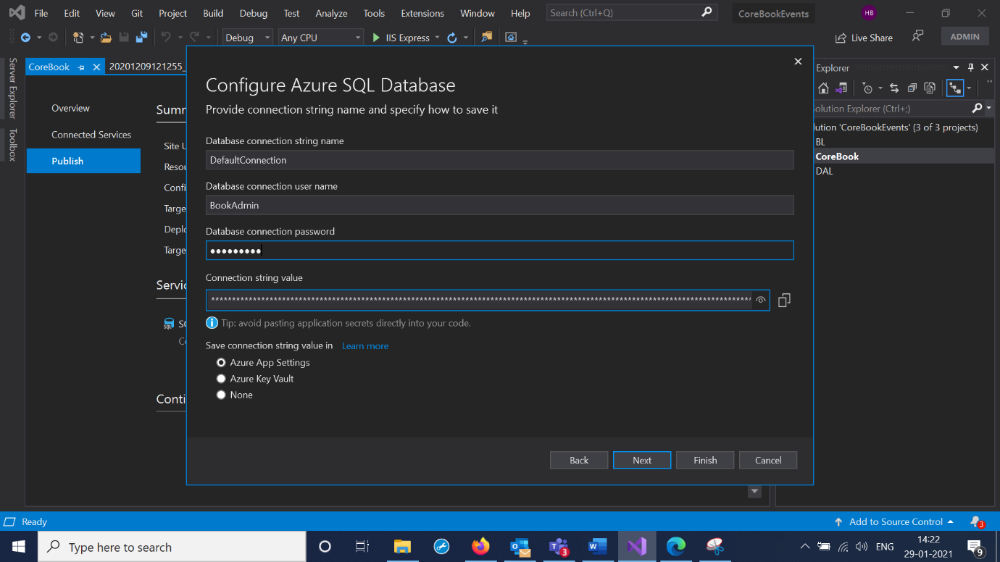 File Edit View Git Project Build Debug Test Analyze Tools Extensions Window Help Search (Ctrl+Q) CoreBookEvents HB
Debug Any CPU IIS Express Live Share ADMIN
Server Explorer
Toolbox
CoreBook 20201209121255_
Overview
Connected Services
Publish
Summ
Site U
Resou
Confi
Targe
Deplo
Targe
Servic
SQL SC
Co
Conti
Configure Azure SQL Database
Provide connection string name and specify how to save it
Database connection string name
DefaultConnection
Database connection user name
BookAdmin
Database connection password
Connection string value
Tip: avoid pasting application secrets directly into your code.
Save connection string value in Learn more
Azure App Settings
Azure Key Vault
None
Back Next Finish Cancel
Explorer
olution Explorer (Ctrl+;)
lution 'CoreBookEvents' (3 of 3 projects)
BL
CoreBook
DAL
Ready Add to Source Control 3
Type here to search 3 ENG 14:22
29-01-2021 9